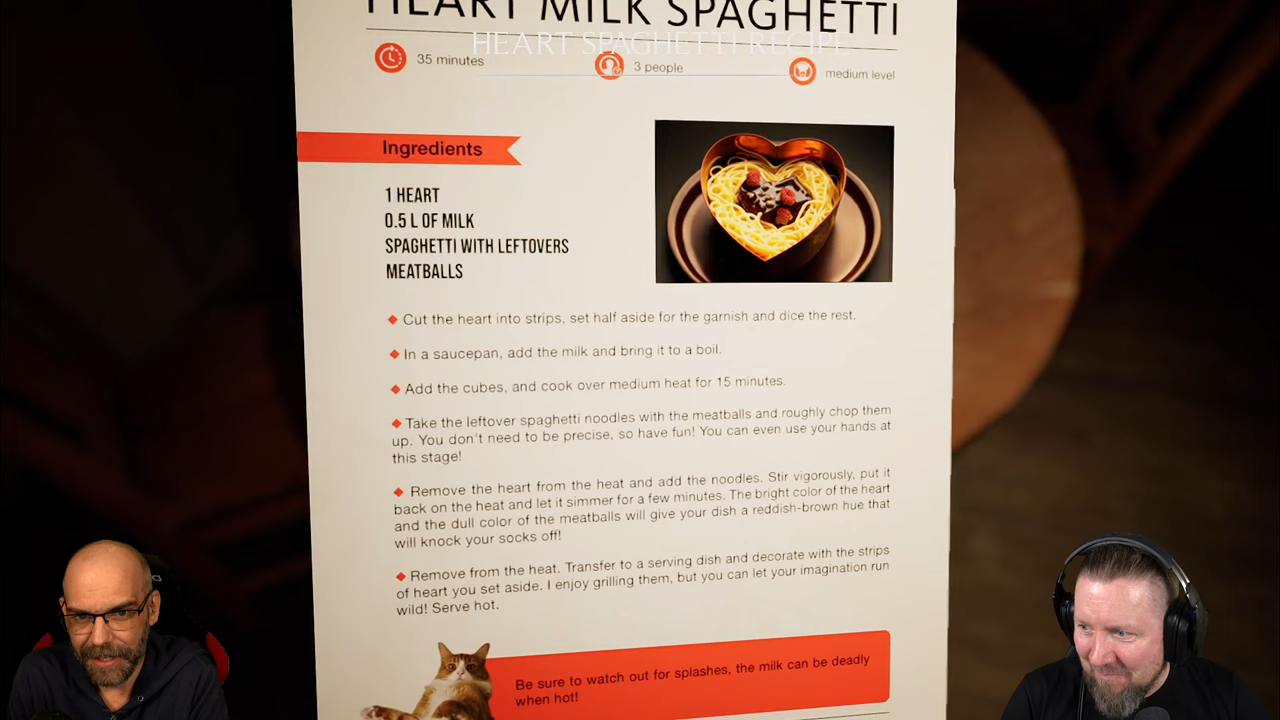 HEART MILK SPAGHETTI
HEART SPAGHETTI RECIPE
35 minutes
3 people
medium level
Ingredients
1 HEART
0.5 L OF MILK
SPAGHETTI WITH LEFTOVERS
MEATBALLS
Cut the heart into strips, set half aside for the garnish and dice the rest.
In a saucepan, add the milk and bring it to a boil.
Add the cubes, and cook over medium heat for 15 minutes.
Take the leftover spaghetti noodles with the meatballs and roughly chop them
up. You don't need to be precise, so have fun! You can even use your hands at
this stage!
Remove the heart from the heat and add the noodles. Stir vigorously, put it
back on the heat and let it simmer for a few minutes. The bright color of the heart
and the dull color of the meatballs will give your dish a reddish-brown hue that
will knock your socks off!
Remove from the heat. Transfer to a serving dish and decorate with the strips
of heart you set aside. I enjoy grilling them, but you can let your imagination run
wild! Serve hot.
Be sure to watch out for splashes, the milk can be deadly
when hot!